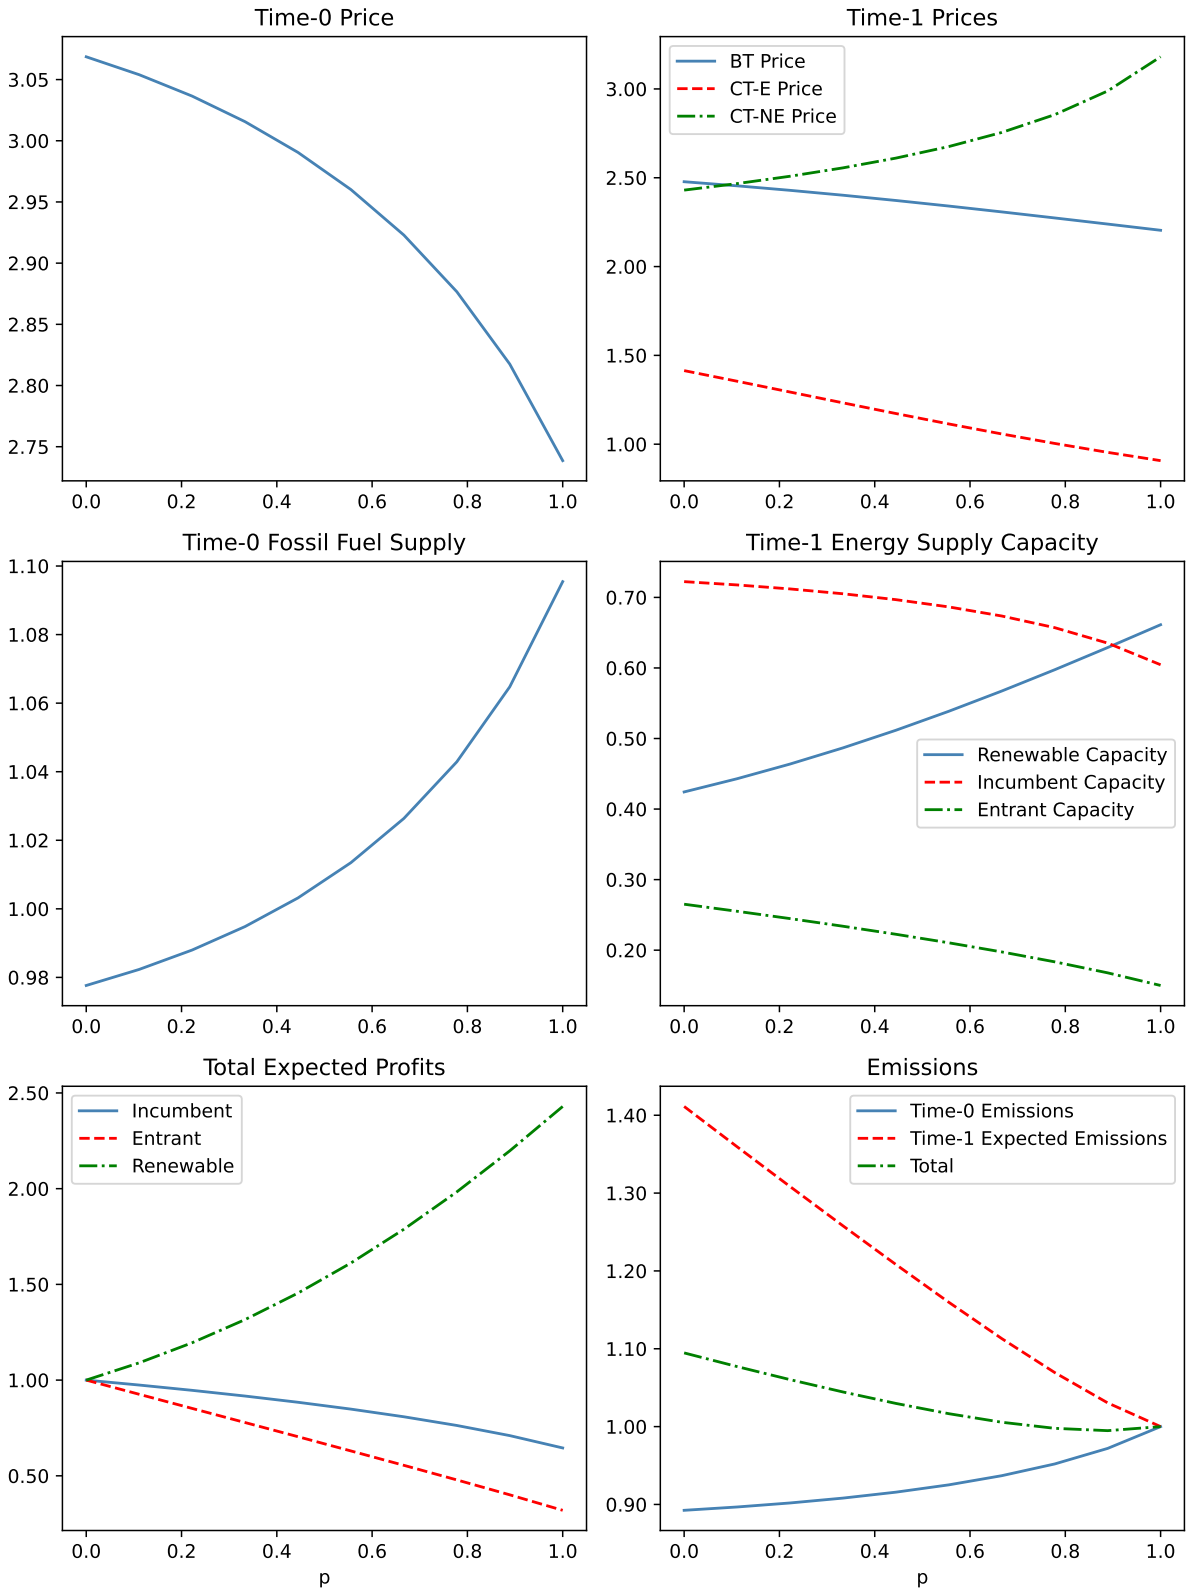 Time-0 Price
3.05
3.00
2.95
2.90
2.85
2.80
2.75
0.0 0.2 0.4 0.6 0.8 1.0
Time-1 Prices
BT Price
CT-E Price
CT-NE Price
3.00
2.50
2.00
1.50
1.00
0.0 0.2 0.4 0.6 0.8 1.0
Time-0 Fossil Fuel Supply
1.10
1.08
1.06
1.04
1.02
1.00
0.98
0.0 0.2 0.4 0.6 0.8 1.0
Time-1 Energy Supply Capacity
0.70
0.60
0.50
0.40
0.30
0.20
Renewable Capacity
Incumbent Capacity
Entrant Capacity
0.0 0.2 0.4 0.6 0.8 1.0
Total Expected Profits
Incumbent
Entrant
Renewable
2.50
2.00
1.50
1.00
0.50
0.0 0.2 0.4 0.6 0.8 1.0
p
Emissions
Time-0 Emissions
Time-1 Expected Emissions
Total
1.40
1.30
1.20
1.10
1.00
0.90
0.0 0.2 0.4 0.6 0.8 1.0
p